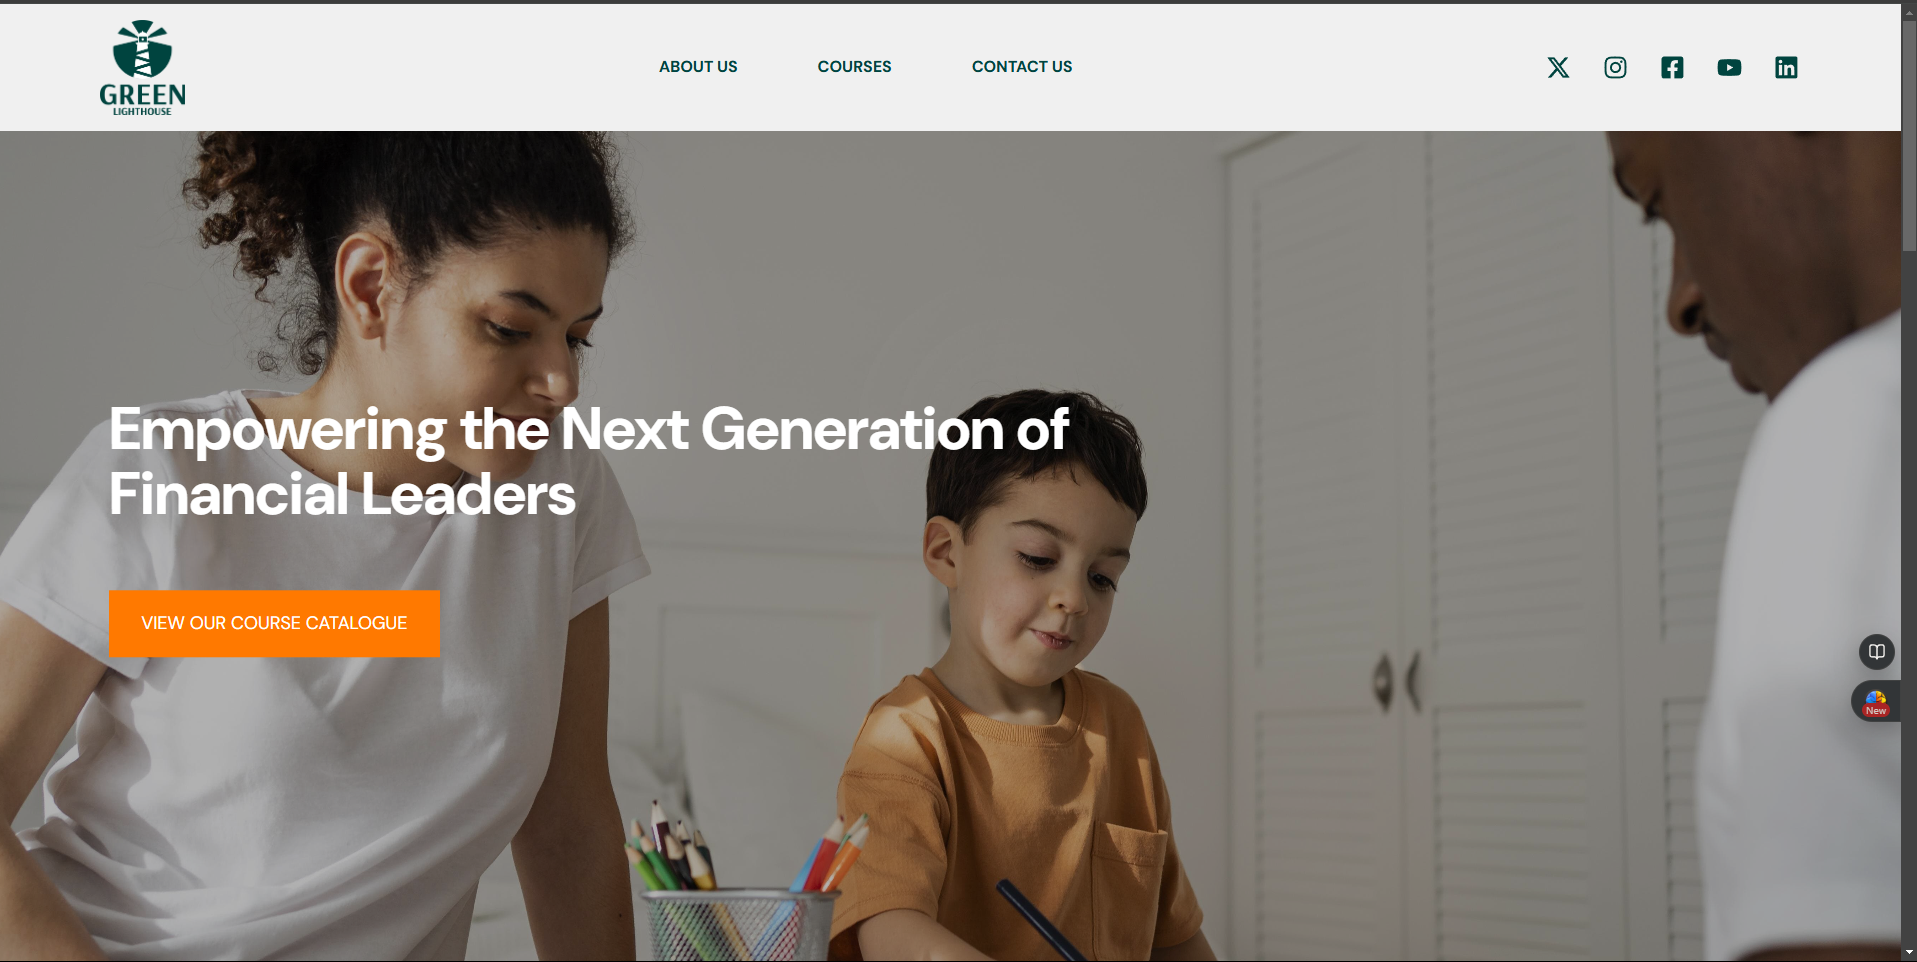 GREEN
LIGHTHOUSE
ABOUT US
COURSES
CONTACT US
Empowering the Next Generation of
Financial Leaders
VIEW OUR COURSE CATALOGUE
New